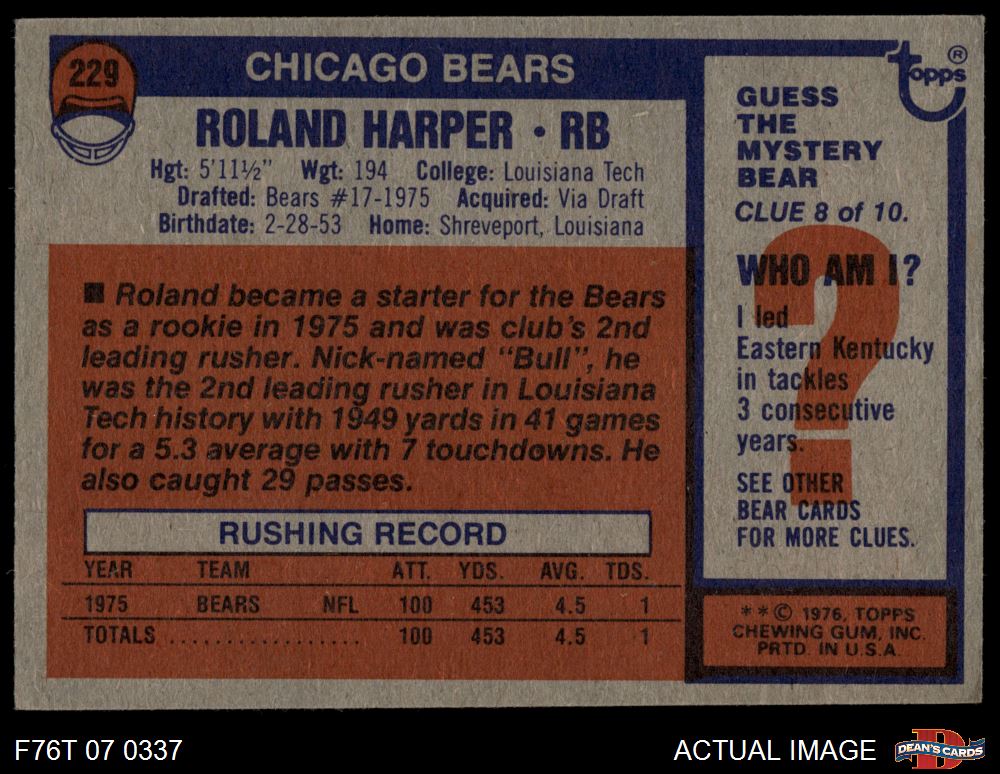 229
CHICAGO BEARS
ROLAND HARPER • RB
Hgt: 5'11½" Wgt: 194 College: Louisiana Tech
Drafted: Bears #17-1975 Acquired: Via Draft
Birthdate: 2-28-53 Home: Shreveport, Louisiana
■ Roland became a starter for the Bears
as a rookie in 1975 and was club's 2nd
leading rusher. Nick-named "Bull", he
was the 2nd leading rusher in Louisiana
Tech history with 1949 yards in 41 games
for a 5.3 average with 7 touchdowns. He
also caught 29 passes.
RUSHING RECORD
YEAR TEAM ATT. YDS. AVG. TDS.
1975 BEARS NFL 100 453 4.5 1
TOTALS .................. 100 453 4.5 1
topps®
GUESS
THE
MYSTERY
BEAR
CLUE 8 of 10.
?
WHO AM I?
I led
Eastern Kentucky
in tackles
3 consecutive
years.
SEE OTHER
BEAR CARDS
FOR MORE CLUES.
**© 1976, TOPPS
CHEWING GUM, INC.
PRTD. IN U.S.A.
F76T 07 0337
ACTUAL IMAGE
D
DEAN'S CARDS